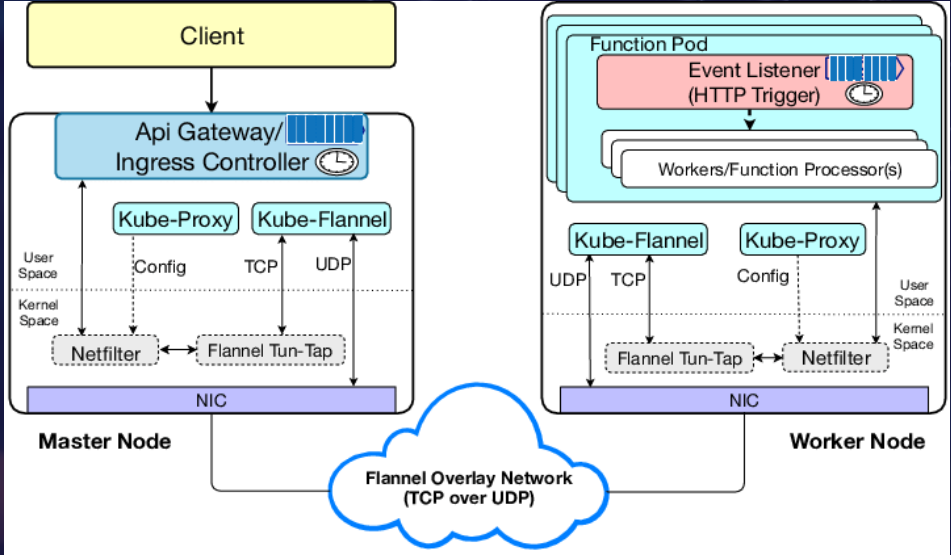 Client
Api Gateway/
Ingress Controller
Kube-Proxy
Kube-Flannel
User
Space
Config
TCP
UDP
Kernel
Space
Netfilter
Flannel Tun-Tap
NIC
Master Node
Function Pod
Event Listener
(HTTP Trigger)
Workers/Function Processor(s)
Kube-Flannel
Kube-Proxy
UDP
TCP
Config
User
Space
Kernel
Space
Flannel Tun-Tap
Netfilter
NIC
Worker Node
Flannel Overlay Network
(TCP over UDP)